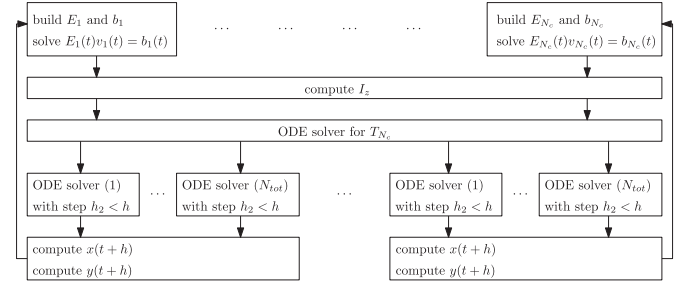 build $E_1$ and $b_1$
solve $E_1(t)v_1(t) = b_1(t)$
... ... ... ...
build $E_{N_c}$ and $b_{N_c}$
solve $E_{N_c}(t)v_{N_c}(t) = b_{N_c}(t)$
compute $I_z$
ODE solver for $T_{N_c}$
ODE solver (1)
with step $h_2 < h$
...
ODE solver ($N_{tot}$)
with step $h_2 < h$
...
ODE solver (1)
with step $h_2 < h$
...
ODE solver ($N_{tot}$)
with step $h_2 < h$
compute $x(t + h)$
compute $y(t + h)$
compute $x(t + h)$
compute $y(t + h)$